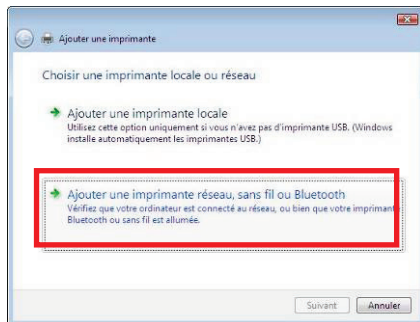 Ajouter une imprimante
Choisir une imprimante locale ou réseau
Ajouter une imprimante locale
Utilisez cette option uniquement si vous n'avez pas d'imprimante USB. (Windows
installe automatiquement les imprimantes USB.)
Ajouter une imprimante réseau, sans fil ou Bluetooth
Vérifiez que votre ordinateur est connecté au réseau, ou bien que votre imprimante
Bluetooth ou sans fil est allumée.
Suivant
Annuler